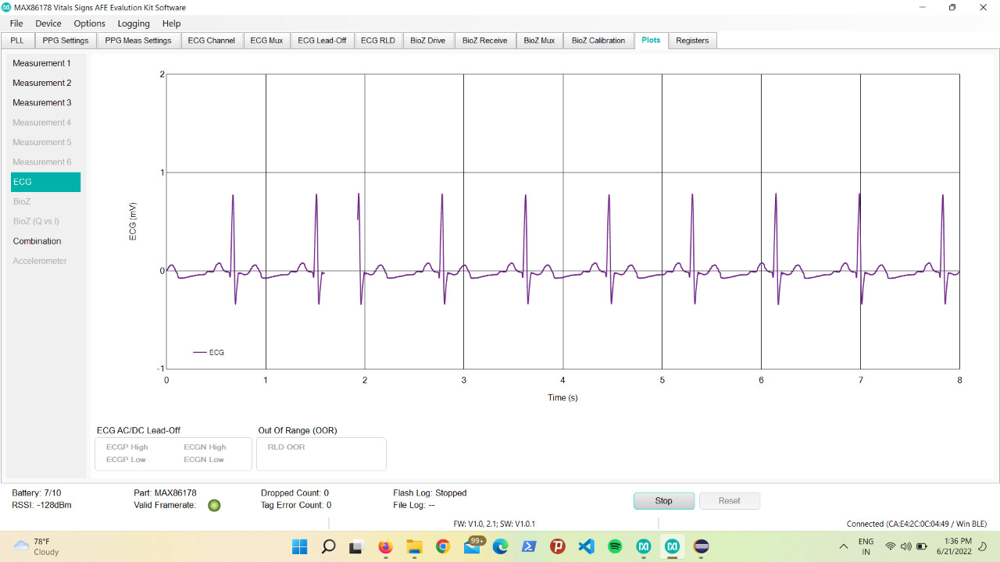 MAX86178 Vitals Signs AFE Evalution Kit Software
File Device Options Logging Help
PLL PPG Settings PPG Meas Settings ECG Channel ECG Mux ECG Lead-Off ECG RLD BioZ Drive BioZ Receive BioZ Mux BioZ Calibration Plots Registers
Measurement 1
Measurement 2
Measurement 3
Measurement 4
Measurement 5
Measurement 6
ECG
BioZ
BioZ (Q vs I)
Combination
Accelerometer
2
1
0
-1
ECG (mV)
ECG
0 1 2 3 4 5 6 7 8
Time (s)
ECG AC/DC Lead-Off
ECGP High ECGN High
ECGP Low ECGN Low
Out Of Range (OOR)
RLD OOR
Battery: 7/10 Part: MAX86178 Dropped Count: 0 Flash Log: Stopped
RSSI: -128dBm Valid Framerate: Tag Error Count: 0 File Log: --
Stop Reset
FW: V1.0, 2.1; SW: V1.0.1 Connected (CA:E4:2C:0C:04:49 / Win BLE)
78°F
Cloudy
99+
ENG
IN
1:36 PM
6/21/2022